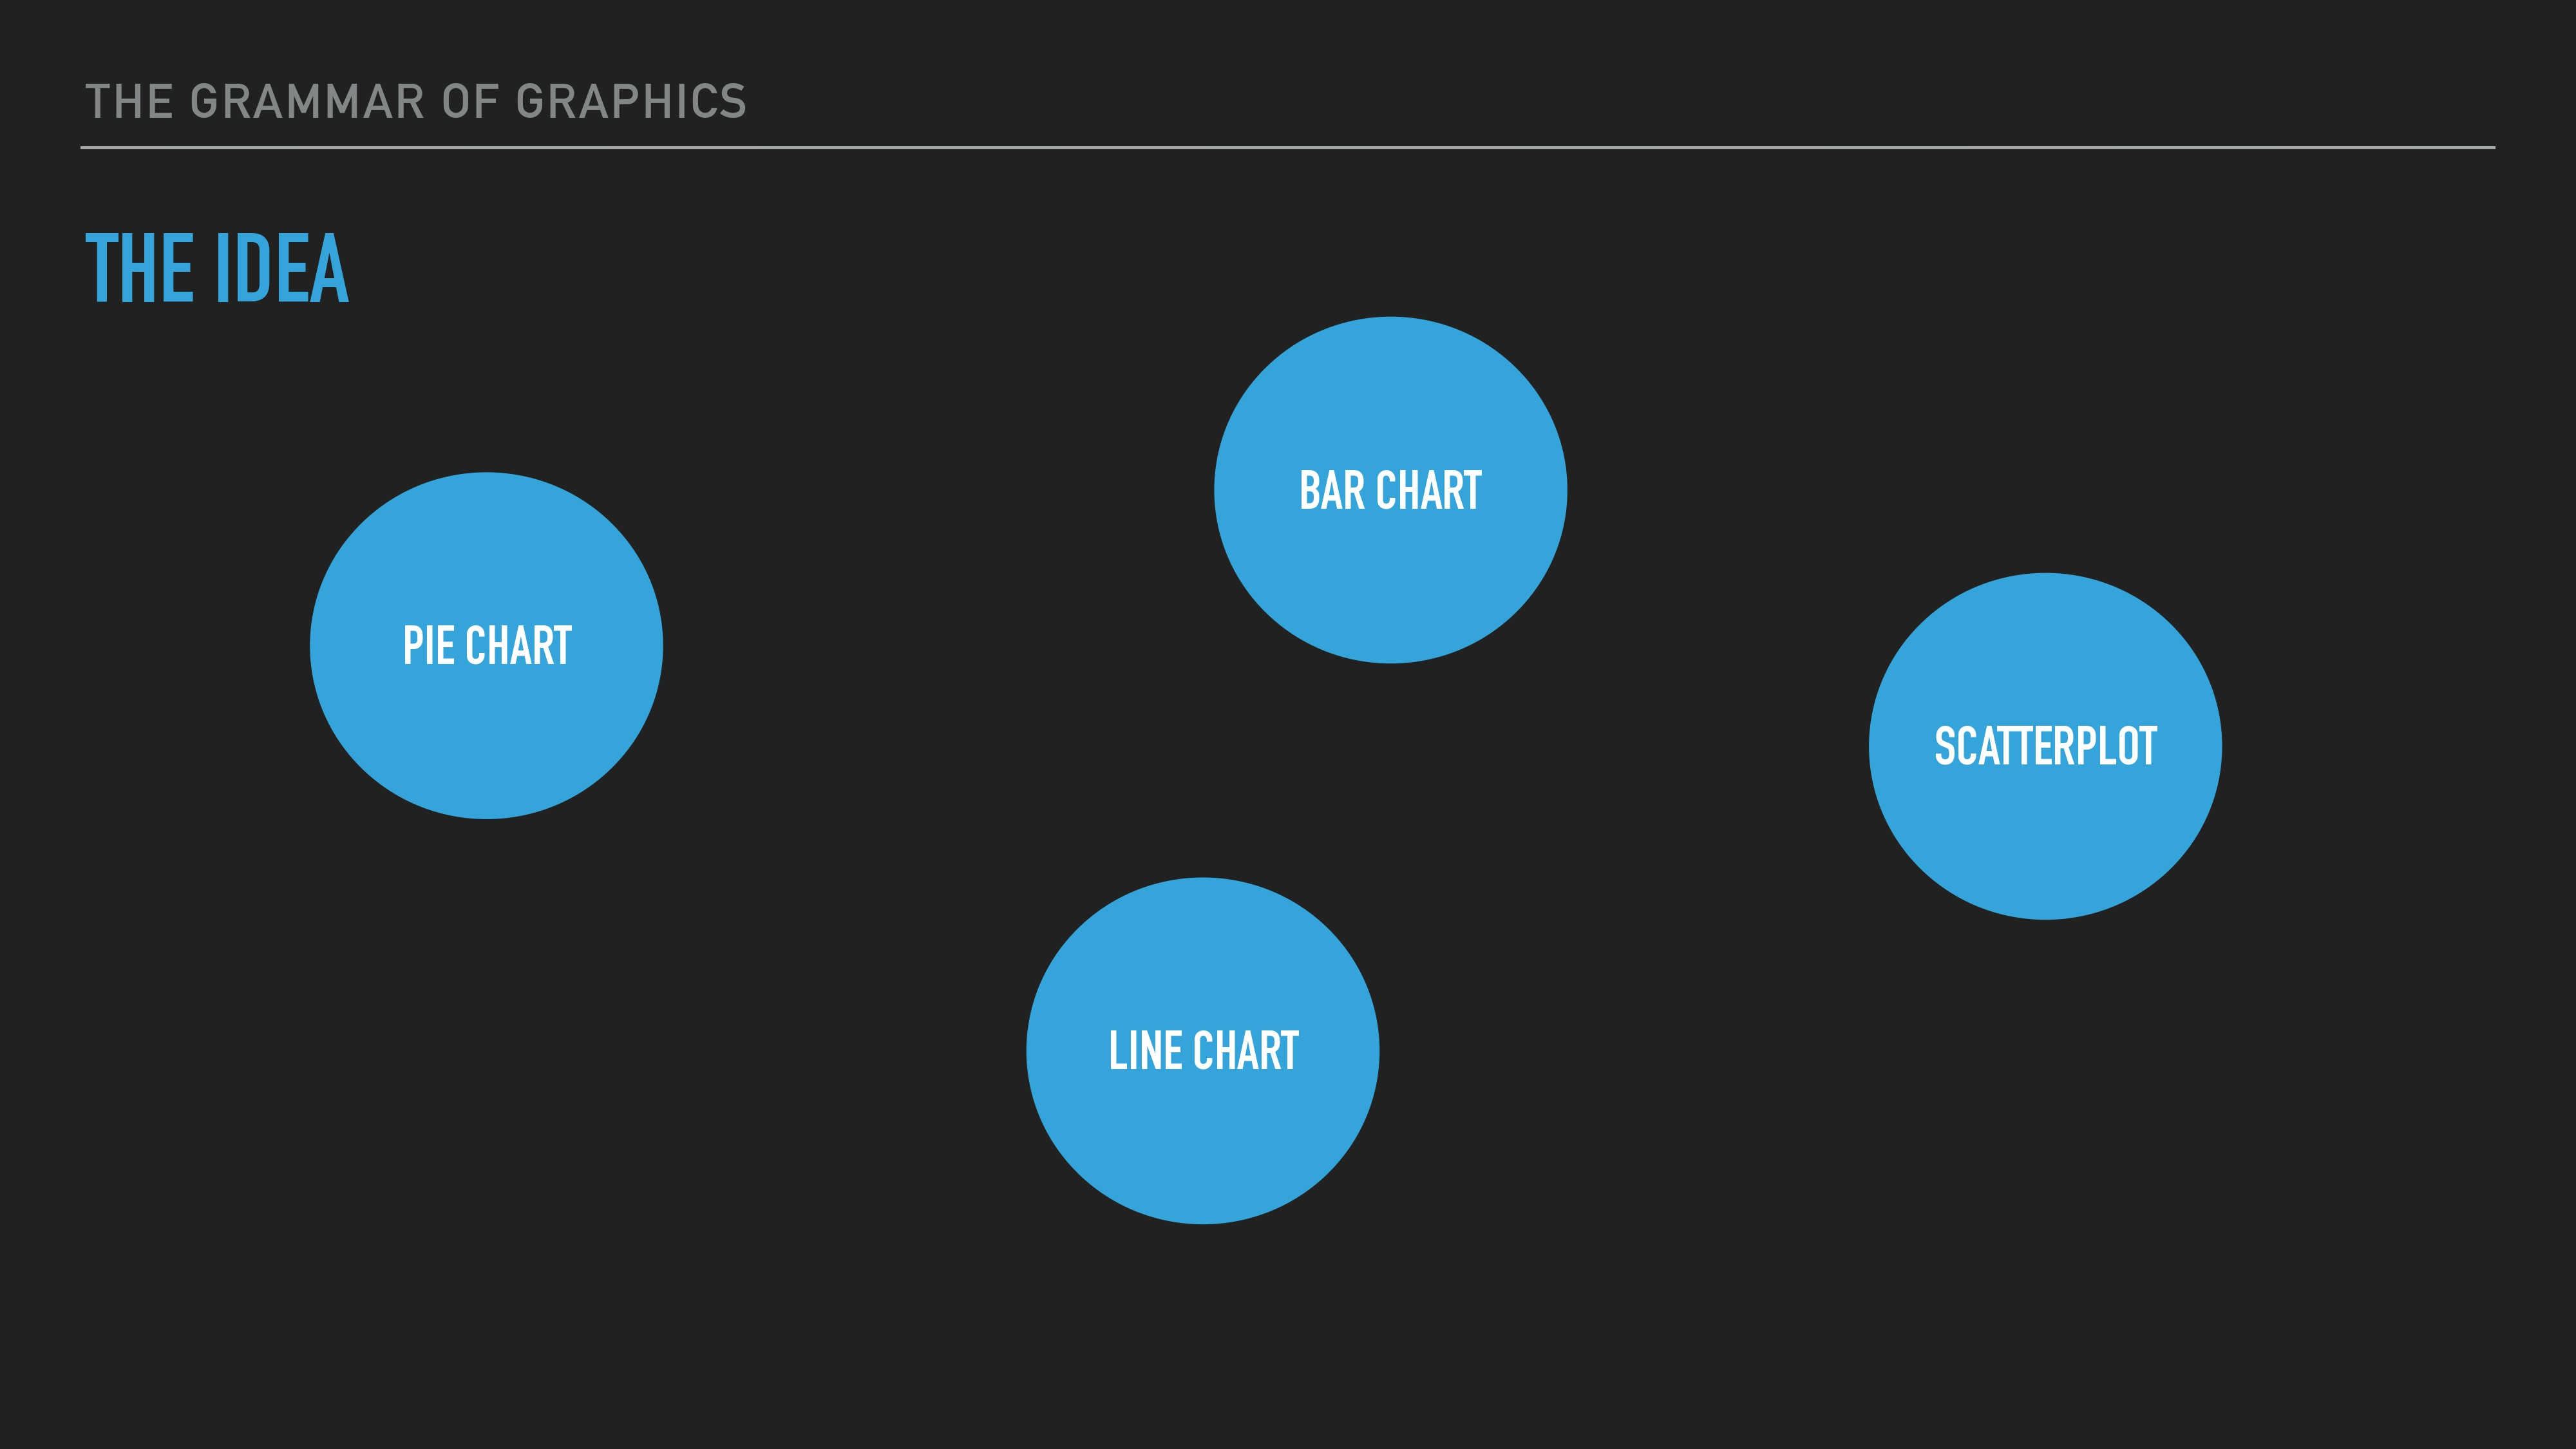 THE GRAMMAR OF GRAPHICS
THE IDEA
BAR CHART
PIE CHART
SCATTERPLOT
LINE CHART